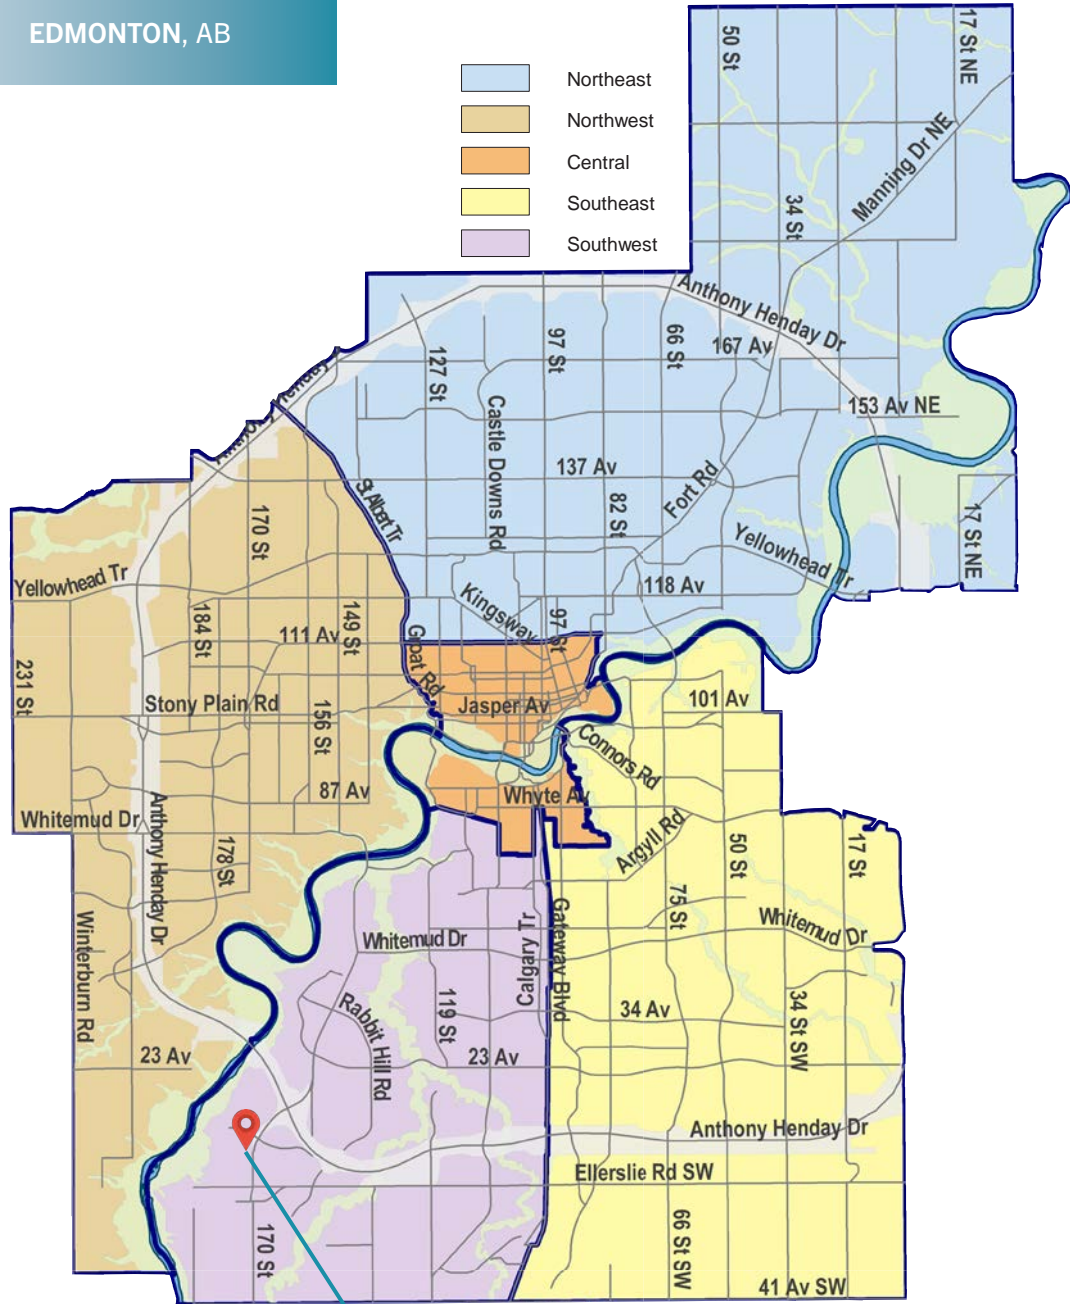 EDMONTON, AB
Northeast
Northwest
Central
Southeast
Southwest
50 St
17 St NE
Manning Dr NE
34 St
Anthony Henday Dr
167 Av
66 St
97 St
127 St
Castle Downs Rd
153 Av NE
Anthony Henday
137 Av
Fort Rd
82 St
St Albert Tr
170 St
Yellowhead Tr
17 St NE
Yellowhead Tr
118 Av
Kingsway
97 St
184 St
149 St
111 Av
Groat Rd
231 St
Stony Plain Rd
156 St
Jasper Av
101 Av
Connors Rd
87 Av
Whyte Av
Whitemud Dr
Anthony Henday Dr
178 St
Argyll Rd
50 St
17 St
75 St
Winterburn Rd
Whitemud Dr
Calgary Tr
Gateway Blvd
Whitemud Dr
119 St
Rabbit Hill Rd
34 Av
34 St SW
23 Av
23 Av
Anthony Henday Dr
Ellerslie Rd SW
170 St
66 St SW
41 Av SW